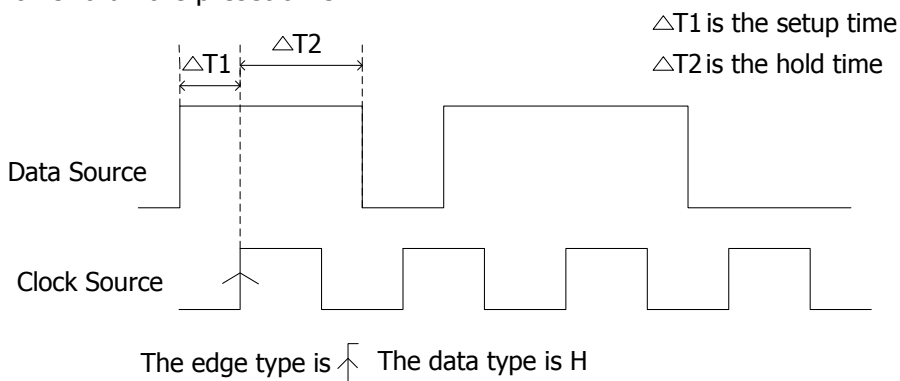 △T1 is the setup time
△T2
△T1
△T2 is the hold time
Data Source
Clock Source
The edge type is The data type is H